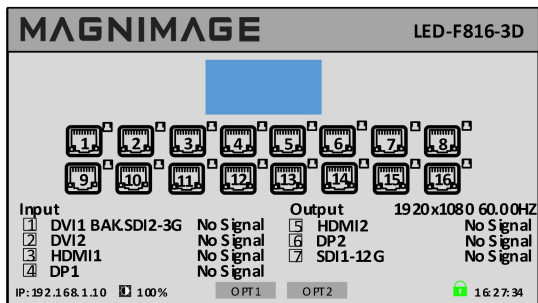 MAGNIMAGE LED-F816-3D
1 2 3 4 5 6 7 8
9 10 11 12 13 14 15 16
Input Output 1920x1080 60.00HZ
1 DVI1 BAK.SDI2-3G No Signal 5 HDMI2 No Signal
2 DVI2 No Signal 6 DP2 No Signal
3 HDMI1 No Signal 7 SDI1-12G No Signal
4 DP1 No Signal
IP:192.168.1.10 100% OPT1 OPT2 16:27:34